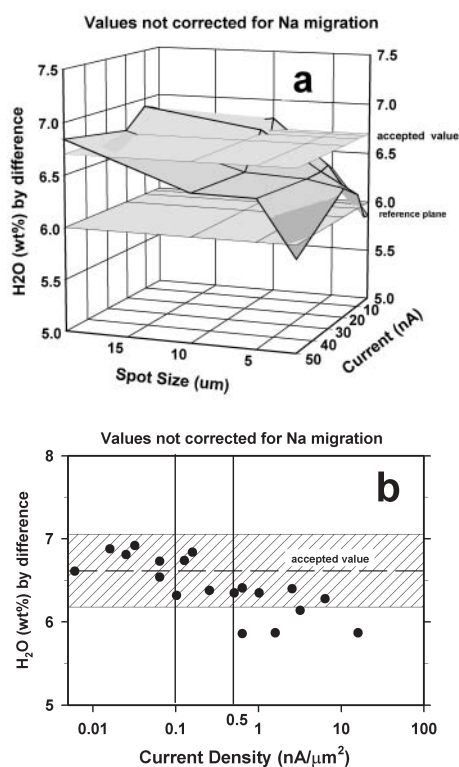 Values not corrected for Na migration
a
7.5
7.0
6.5
6.0
5.5
5.0
H2O (wt%) by difference
7.5
7.0
accepted value
6.5
6.0
reference plane
5.5
5.0
15
10
5
Spot Size (um)
50
40
30
20
10
Current (nA)
Values not corrected for Na migration
b
8
7
6
5
H₂O (wt%) by difference
accepted value
0.01
0.1
0.5
1
10
100
Current Density (nA/μm²)